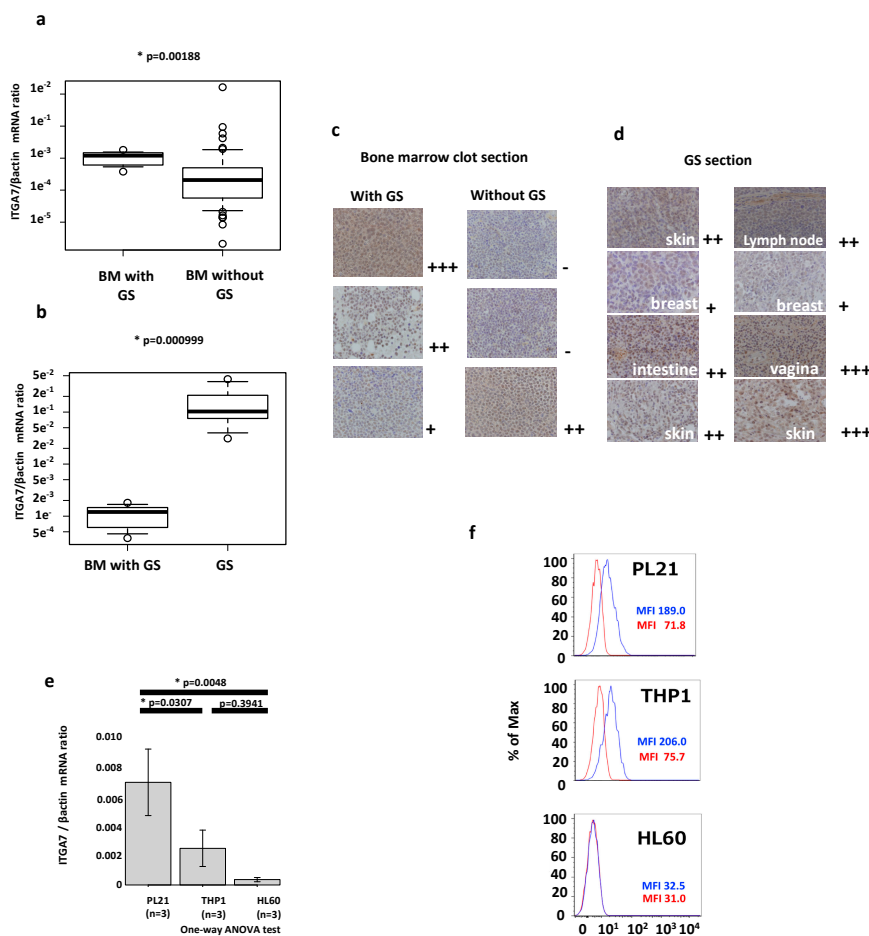 a
* p=0.00188
ITGA7/βactin mRNA ratio
1e-2
1e-1
1e-3
1e-4
1e-5
BM with GS
BM without GS
b
* p=0.000999
ITGA7/βactin mRNA ratio
5e-2
2e-1
1e-1
5e-2
2e-2
1e-2
5e-3
2e-3
1e-
5e-4
BM with GS
GS
c
Bone marrow clot section
With GS
Without GS
+++
-
++
-
+
++
d
GS section
skin ++
Lymph node ++
breast +
breast +
intestine ++
vagina +++
skin ++
skin +++
e
* p=0.0048
* p=0.0307
p=0.3941
ITGA7 / βactin mRNA ratio
0.010
0.008
0.006
0.004
0.002
0
PL21 (n=3)
THP1 (n=3)
HL60 (n=3)
One-way ANOVA test
f
% of Max
100
80
60
40
20
0
PL21
MFI 189.0
MFI 71.8
100
80
60
40
20
0
THP1
MFI 206.0
MFI 75.7
100
80
60
40
20
0
HL60
MFI 32.5
MFI 31.0
0 10¹ 10² 10³ 10⁴